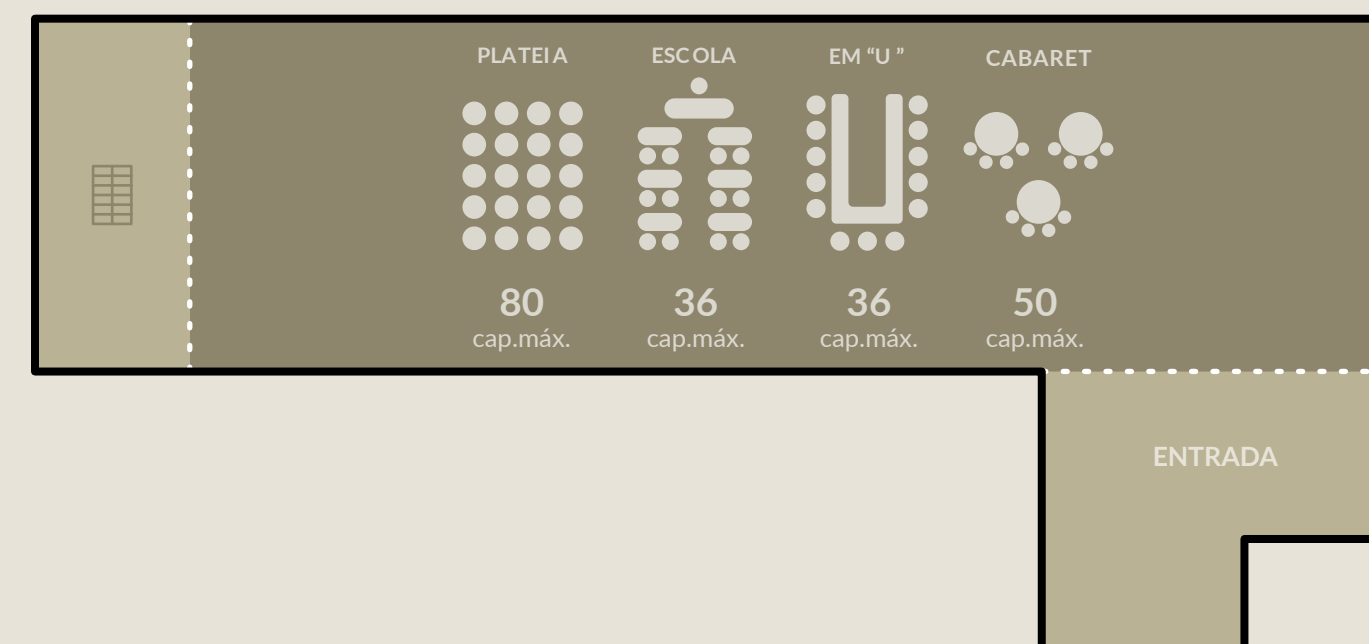 PLATEIA
ESCOLA
EM “U”
CABARET
80
36
36
50
cap.máx.
cap.máx.
cap.máx.
cap.máx.
ENTRADA